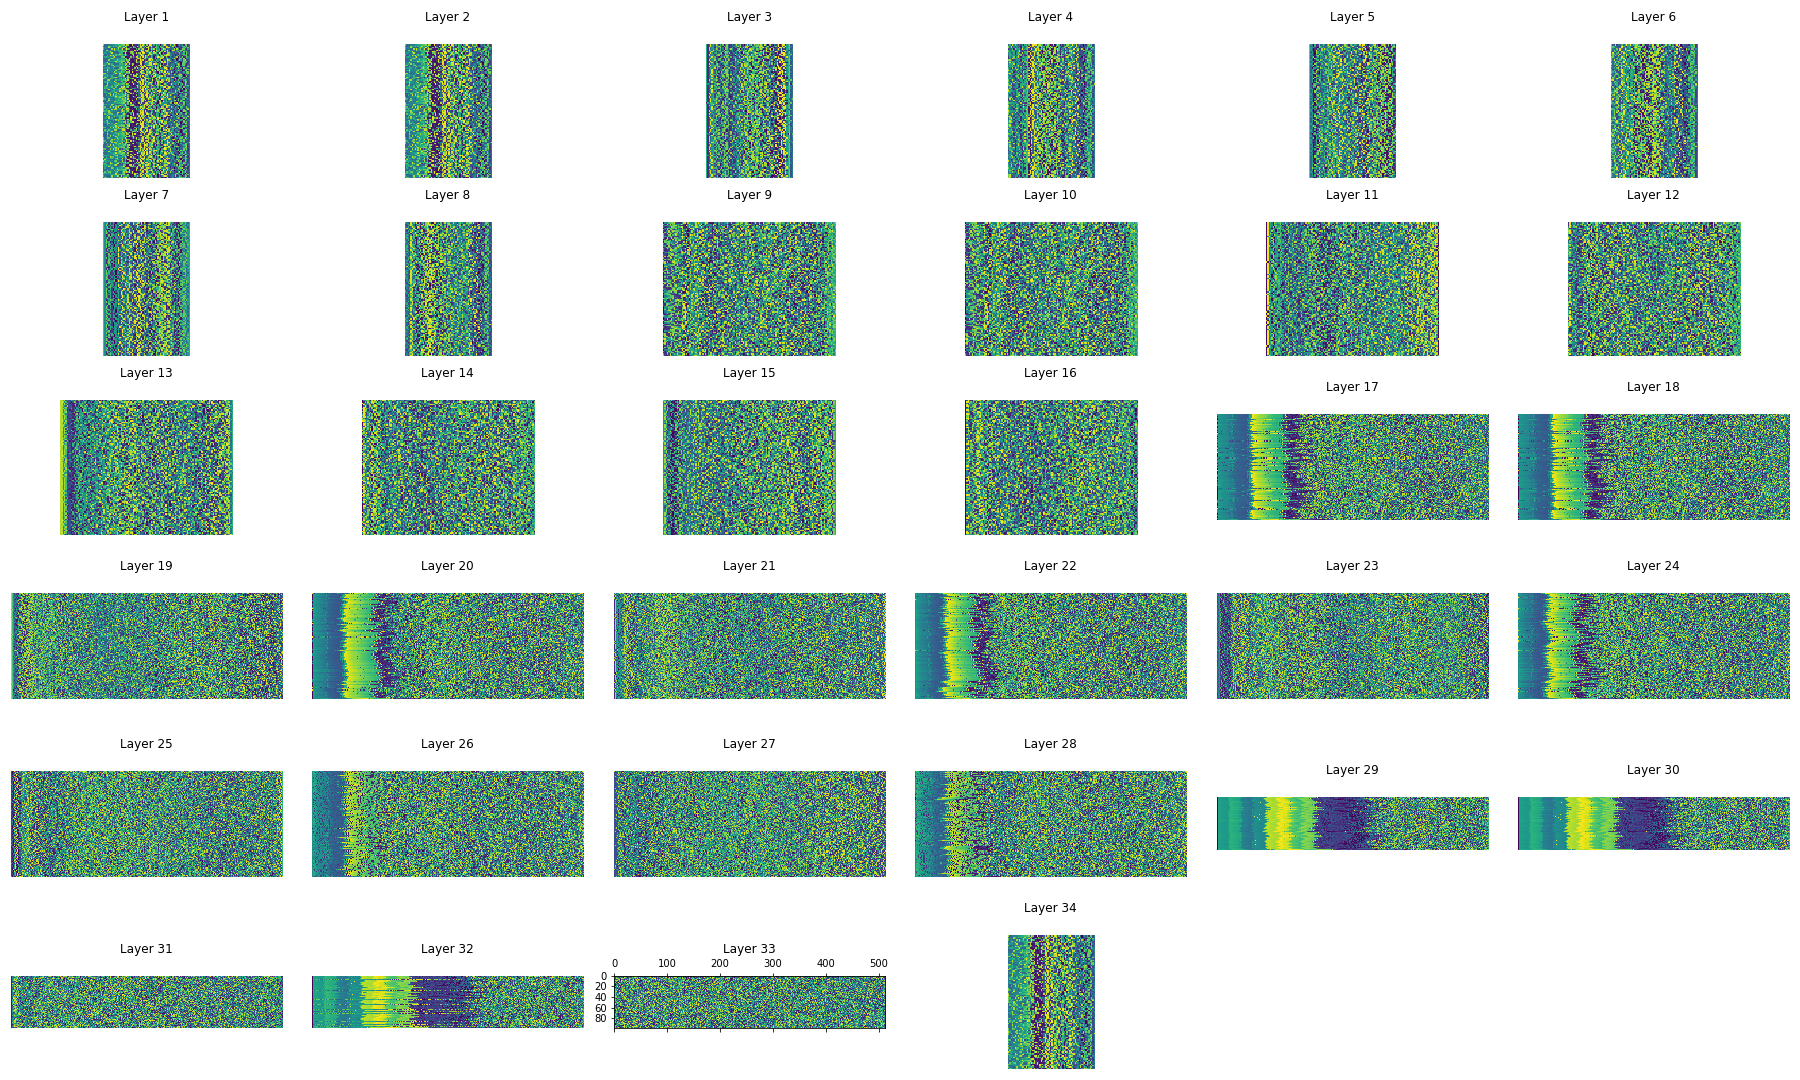 Layer 1 Layer 2 Layer 3 Layer 4 Layer 5 Layer 6
Layer 7 Layer 8 Layer 9 Layer 10 Layer 11 Layer 12
Layer 13 Layer 14 Layer 15 Layer 16 Layer 17 Layer 18
Layer 19 Layer 20 Layer 21 Layer 22 Layer 23 Layer 24
Layer 25 Layer 26 Layer 27 Layer 28 Layer 29 Layer 30
Layer 31 Layer 32 Layer 33 Layer 34
0 100 200 300 400 500
0
20
40
60
80